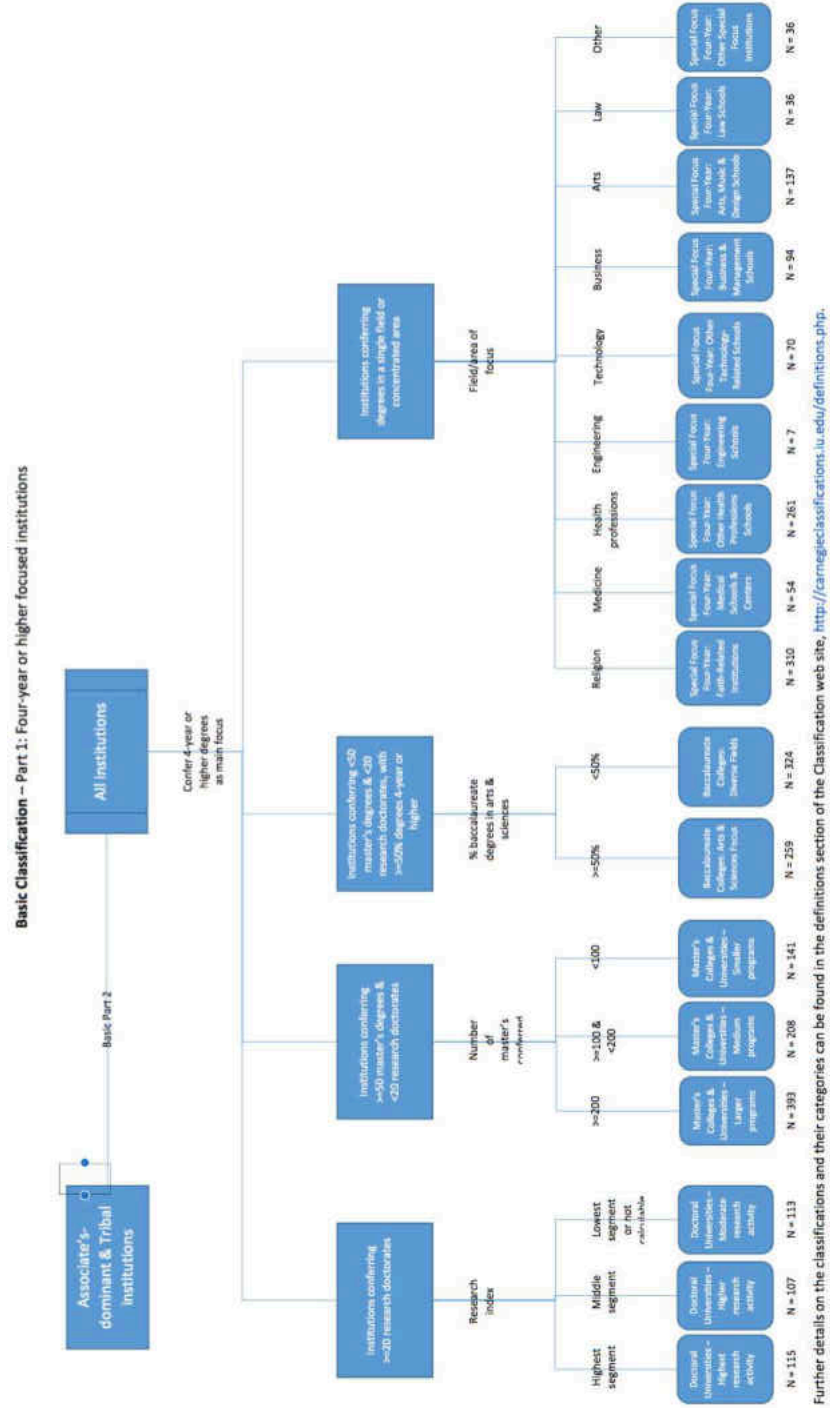 Basic Classification – Part 1: Four-year or higher focused institutions
All Institutions
Associate's-
dominant & Tribal
institutions
Basic Part 2
Confer 4-year or
higher degrees
as main focus
Institutions conferring
>=20 research doctorates
Institutions conferring
>=50 master's degrees &
<20 research doctorates
Institutions conferring <50
master's degrees & <20
research doctorates, with
>=50% degrees 4-year or
higher
Institutions conferring
degrees in a single field or
concentrated area
Research
index
Number
of
master's
conferred
% baccalaureate
degrees in arts &
sciences
Field/area of
focus
Highest
segment
Middle
segment
Lowest
segment
or not
calculable
>=200
>=100 &
<200
<100
>=50%
<50%
Religion
Medicine
Health
professions
Engineering
Technology
Business
Arts
Law
Other
Doctoral
Universities –
Highest
research
activity
Doctoral
Universities –
Higher
research
activity
Doctoral
Universities –
Moderate
research
activity
Master's
Colleges &
Universities –
Larger
programs
Master's
Colleges &
Universities –
Medium
programs
Master's
Colleges &
Universities –
Smaller
programs
Baccalaureate
Colleges: Arts &
Sciences Focus
Baccalaureate
Colleges:
Diverse Fields
Special Focus
Four-Year:
Faith-Related
Institutions
Special Focus
Four-Year:
Medical
Schools &
Centers
Special Focus
Four-Year:
Other Health
Professions
Schools
Special Focus
Four-Year:
Engineering
Schools
Special Focus
Four-Year: Other
Technology-
Related Schools
Special Focus
Four-Year:
Business &
Management
Schools
Special Focus
Four-Year:
Arts, Music &
Design Schools
Special Focus
Four-Year:
Law Schools
Special Focus
Four-Year:
Other Special
Focus
Institutions
N = 115
N = 107
N = 113
N = 393
N = 208
N = 141
N = 259
N = 324
N = 310
N = 54
N = 261
N = 7
N = 70
N = 94
N = 137
N = 36
N = 36
Further details on the classifications and their categories can be found in the definitions section of the Classification web site, http://carnegieclassifications.iu.edu/definitions.php.